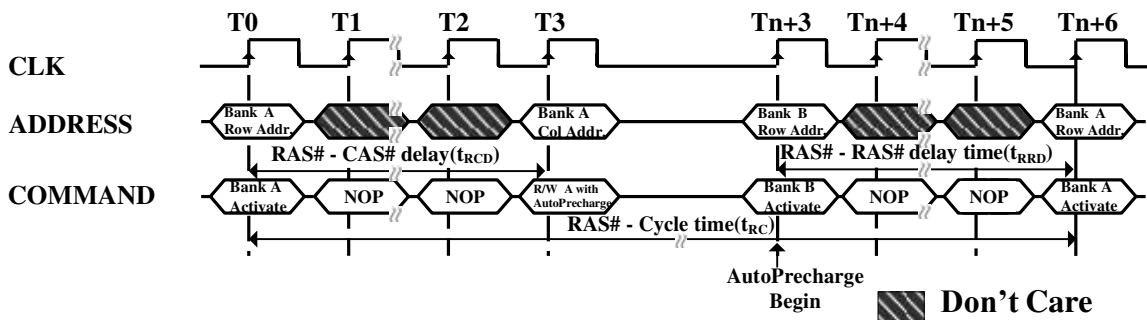 T0 T1 T2 T3 Tn+3 Tn+4 Tn+5 Tn+6
CLK
ADDRESS
Bank A
Row Addr.
Bank A
Col Addr.
Bank B
Row Addr.
Bank A
Row Addr.
RAS# - CAS# delay(tRCD)
RAS# - RAS# delay time(tRRD)
COMMAND
Bank A
Activate
NOP
NOP
R/W A with
AutoPrecharge
Bank B
Activate
NOP
NOP
Bank A
Activate
RAS# - Cycle time(tRC)
AutoPrecharge
Begin
Don't Care